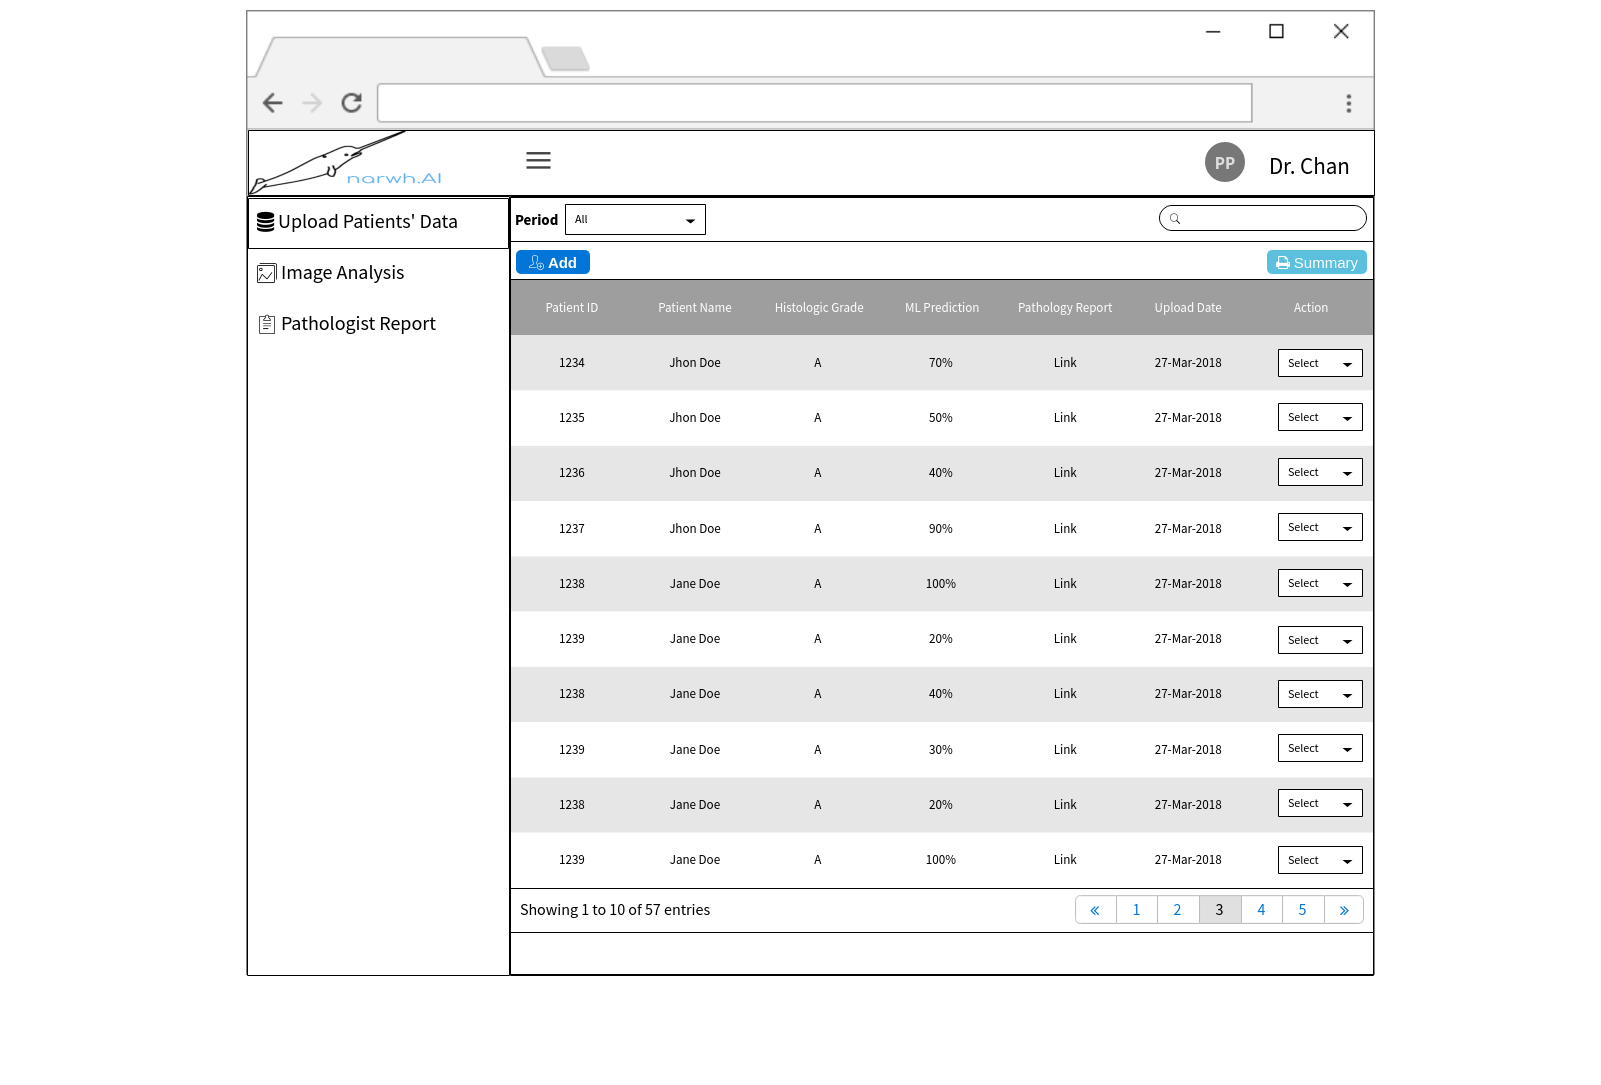 narwh.AI
PP
Dr. Chan
Upload Patients' Data
Image Analysis
Pathologist Report
Period All
Add
Summary
Patient ID Patient Name Histologic Grade ML Prediction Pathology Report Upload Date Action
1234 Jhon Doe A 70% Link 27-Mar-2018 Select
1235 Jhon Doe A 50% Link 27-Mar-2018 Select
1236 Jhon Doe A 40% Link 27-Mar-2018 Select
1237 Jhon Doe A 90% Link 27-Mar-2018 Select
1238 Jane Doe A 100% Link 27-Mar-2018 Select
1239 Jane Doe A 20% Link 27-Mar-2018 Select
1238 Jane Doe A 40% Link 27-Mar-2018 Select
1239 Jane Doe A 30% Link 27-Mar-2018 Select
1238 Jane Doe A 20% Link 27-Mar-2018 Select
1239 Jane Doe A 100% Link 27-Mar-2018 Select
Showing 1 to 10 of 57 entries
« 1 2 3 4 5 »